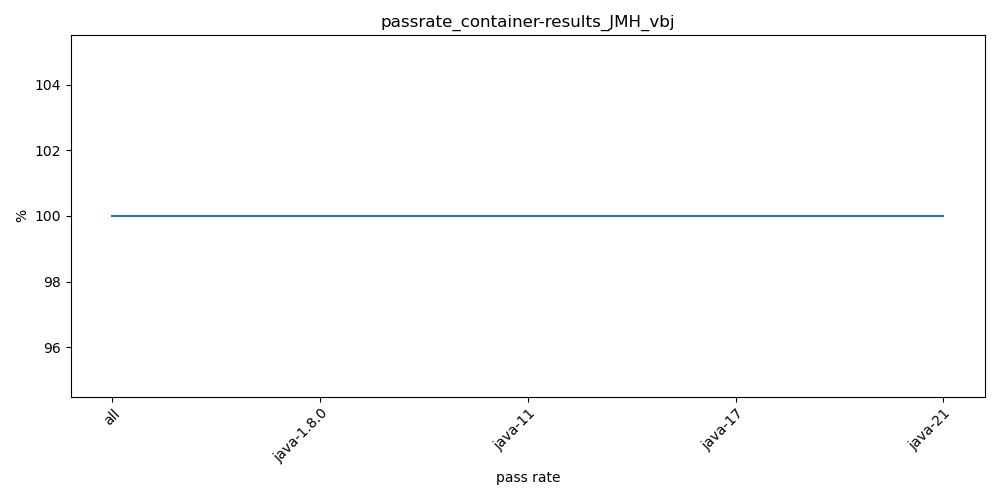 passrate_container-results_JMH_vbj
104
102
100
98
96
%
all
java-1.8.0
java-11
java-17
java-21
pass rate